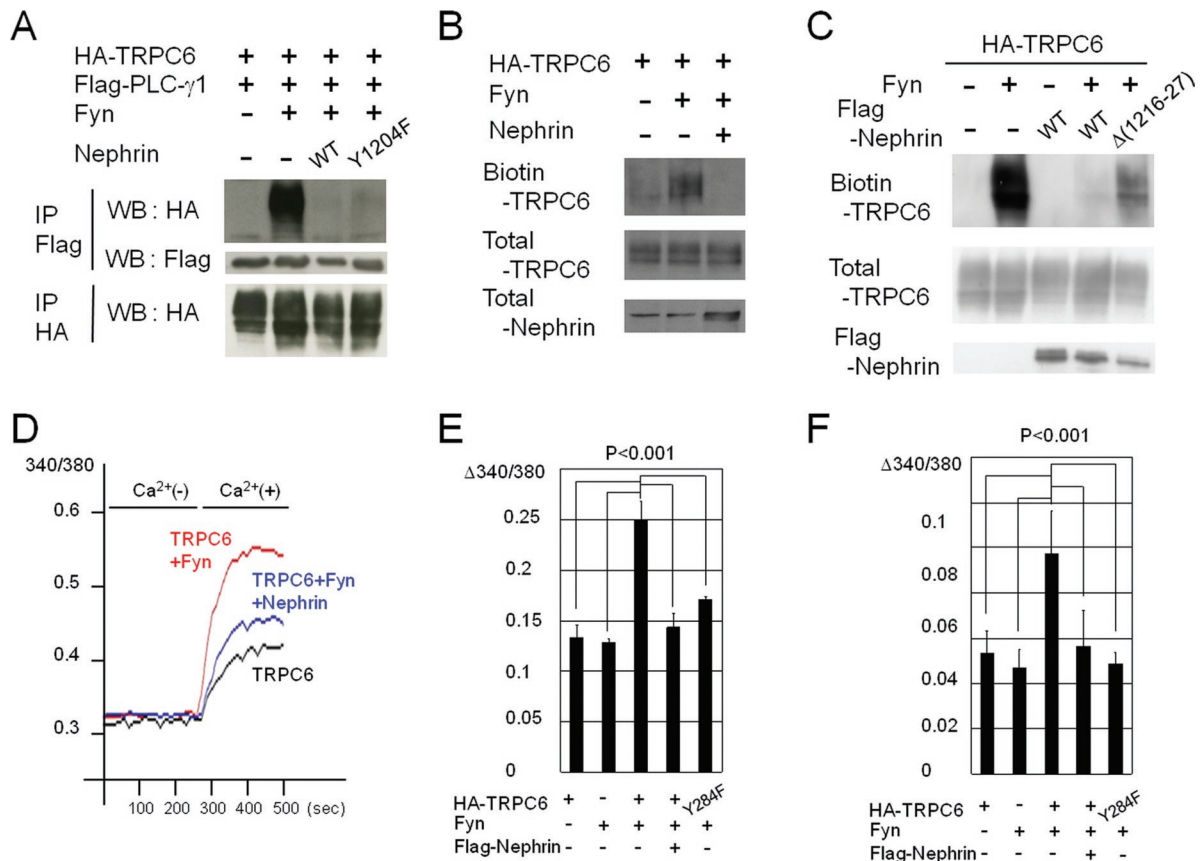 A
HA-TRPC6 + + + +
Flag-PLC-γ1 + + + +
Fyn - + + +
Nephrin - - WT Y1204F
IP Flag WB : HA
WB : Flag
IP HA WB : HA
B
HA-TRPC6 + + +
Fyn - + +
Nephrin - - +
Biotin
-TRPC6
Total
-TRPC6
Total
-Nephrin
C
HA-TRPC6
Fyn - + - + +
Flag
-Nephrin - - WT WT Δ(1216-27)
Biotin
-TRPC6
Total
-TRPC6
Flag
-Nephrin
D
340/380
Ca²⁺(-) Ca²⁺(+)
0.6
TRPC6
+Fyn
0.5
TRPC6+Fyn
+Nephrin
0.4
TRPC6
0.3
100 200 300 400 500 (sec)
E
P<0.001
Δ340/380
0.25
0.2
0.15
0.1
0.05
0
HA-TRPC6 + - + + Y284F
Fyn - + + + +
Flag-Nephrin - - - + -
F
P<0.001
Δ340/380
0.1
0.08
0.06
0.04
0.02
0
HA-TRPC6 + - + + Y284F
Fyn - + + + +
Flag-Nephrin - - - + -